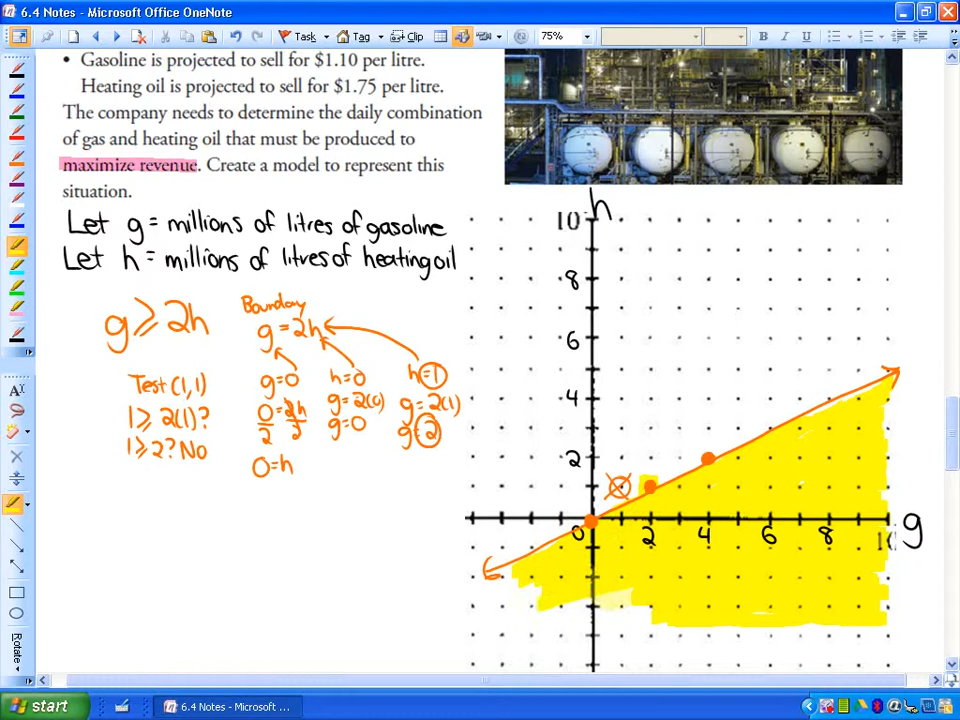 6.4 Notes - Microsoft Office OneNote
Task
Tag
Clip
75%
B I U
• Gasoline is projected to sell for $1.10 per litre.
Heating oil is projected to sell for $1.75 per litre.
The company needs to determine the daily combination
of gas and heating oil that must be produced to
maximize revenue. Create a model to represent this
situation.
Let g = millions of litres of gasoline
Let h = millions of litres of heating oil
g ≥ 2h
Test (1,1)
1 ≥ 2(1)?
1 ≥ 2? No
Boundary
g = 2h
g=0
0 = 2h
2 2
0=h
h=0
g=2(0)
g=0
h=1
g=2(1)
g=2
h
10
8
6
4
2
0 2 4 6 8 10 g
A
Rotate
start
6.4 Notes - Microsoft ...